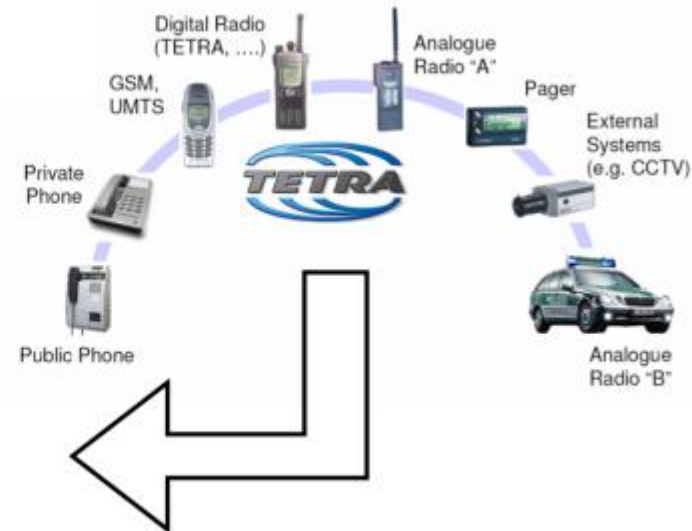 Digital Radio
(TETRA, ....)
Analogue
Radio "A"
GSM,
UMTS
Pager
External
Systems
(e.g. CCTV)
Private
Phone
TETRA
Public Phone
Analogue
Radio "B"